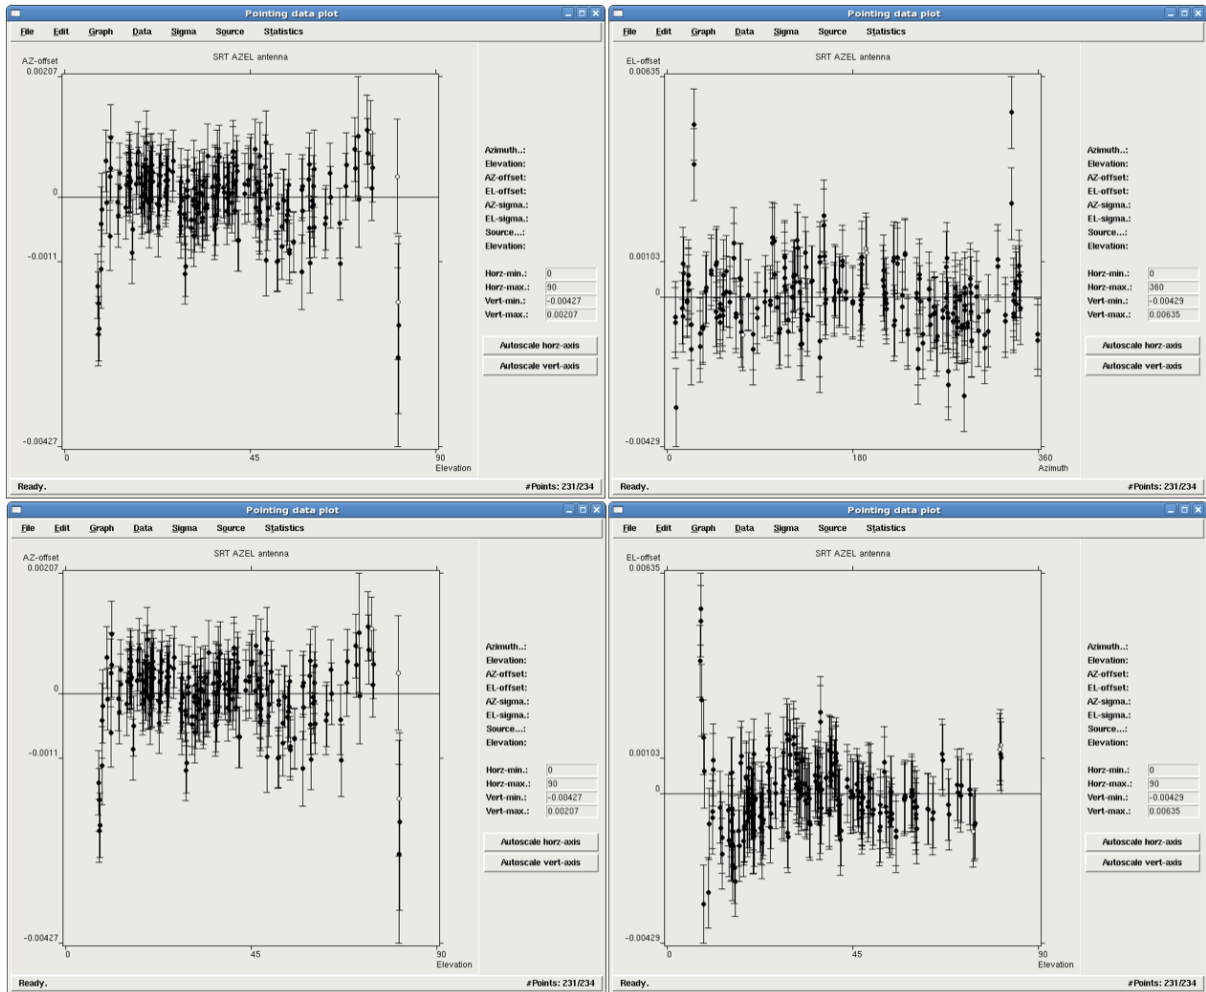 Pointing data plot
File Edit Graph Data Sigma Source Statistics
SRT AZEL antenna
AZ-offset
0.00207
0
-0.0011
-0.00427
0 45 90
Elevation
Azimuth..:
Elevation:
AZ-offset:
EL-offset:
AZ-sigma.:
EL-sigma.:
Source...:
Elevation:
Horz-min.: 0
Horz-max.: 90
Vert-min.: -0.00427
Vert-max.: 0.00207
Autoscale horz-axis
Autoscale vert-axis
Ready. #Points: 231/234
Pointing data plot
File Edit Graph Data Sigma Source Statistics
SRT AZEL antenna
EL-offset
0.00635
0.00103
0
-0.00429
0 180 360
Azimuth
Azimuth..:
Elevation:
AZ-offset:
EL-offset:
AZ-sigma.:
EL-sigma.:
Source...:
Elevation:
Horz-min.: 0
Horz-max.: 360
Vert-min.: -0.00429
Vert-max.: 0.00635
Autoscale horz-axis
Autoscale vert-axis
Ready. #Points: 231/234
Pointing data plot
File Edit Graph Data Sigma Source Statistics
SRT AZEL antenna
AZ-offset
0.00207
0
-0.0011
-0.00427
0 45 90
Elevation
Azimuth..:
Elevation:
AZ-offset:
EL-offset:
AZ-sigma.:
EL-sigma.:
Source...:
Elevation:
Horz-min.: 0
Horz-max.: 90
Vert-min.: -0.00427
Vert-max.: 0.00207
Autoscale horz-axis
Autoscale vert-axis
Ready. #Points: 231/234
Pointing data plot
File Edit Graph Data Sigma Source Statistics
SRT AZEL antenna
EL-offset
0.00635
0.00103
0
-0.00429
0 45 90
Elevation
Azimuth..:
Elevation:
AZ-offset:
EL-offset:
AZ-sigma.:
EL-sigma.:
Source...:
Elevation:
Horz-min.: 0
Horz-max.: 90
Vert-min.: -0.00429
Vert-max.: 0.00635
Autoscale horz-axis
Autoscale vert-axis
Ready. #Points: 231/234